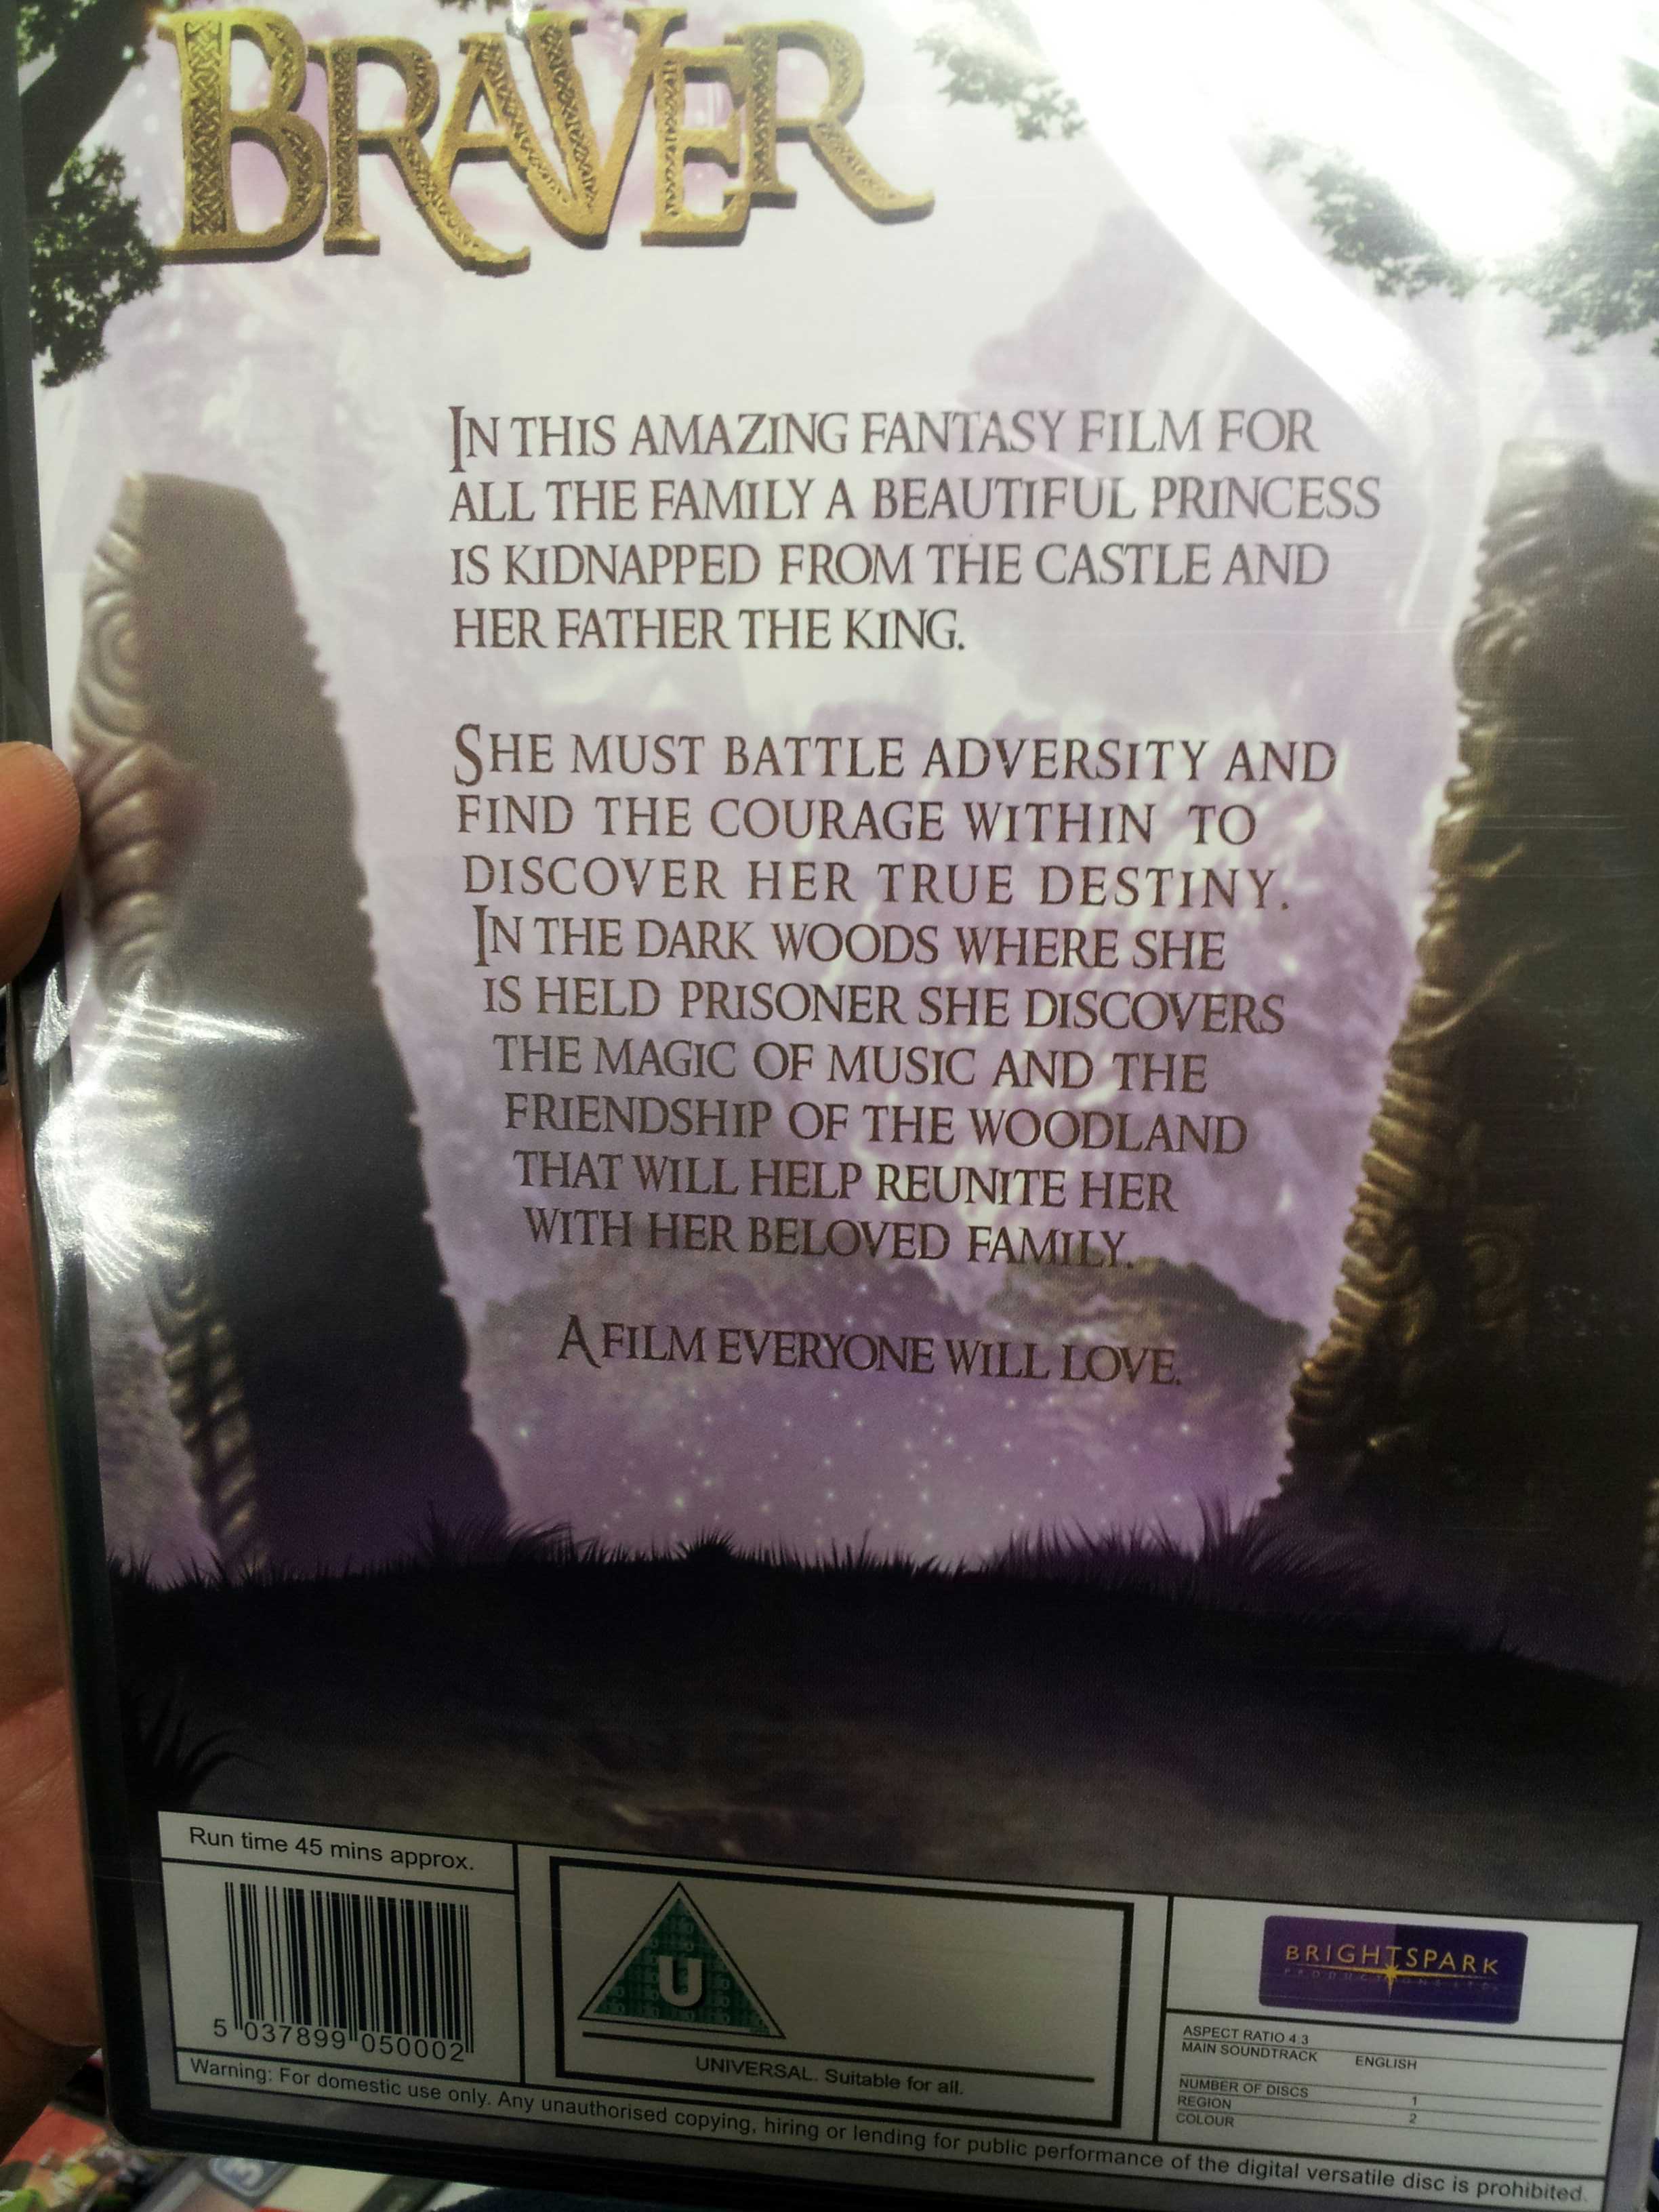 BRAVER
IN THIS AMAZING FANTASY FILM FOR
ALL THE FAMILY A BEAUTIFUL PRINCESS
IS KIDNAPPED FROM THE CASTLE AND
HER FATHER THE KING.
SHE MUST BATTLE ADVERSITY AND
FIND THE COURAGE WITHIN TO
DISCOVER HER TRUE DESTINY.
IN THE DARK WOODS WHERE SHE
IS HELD PRISONER SHE DISCOVERS
THE MAGIC OF MUSIC AND THE
FRIENDSHIP OF THE WOODLAND
THAT WILL HELP REUNITE HER
WITH HER BELOVED FAMILY.
A FILM EVERYONE WILL LOVE.
Run time 45 mins approx.
5 037899 050002
U
UNIVERSAL. Suitable for all.
BRIGHTSPARK
PRODUCTIONS LTD.
ASPECT RATIO 4:3
MAIN SOUNDTRACK ENGLISH
NUMBER OF DISCS 1
REGION 2
COLOUR
Warning: For domestic use only. Any unauthorised copying, hiring or lending for public performance of the digital versatile disc is prohibited.